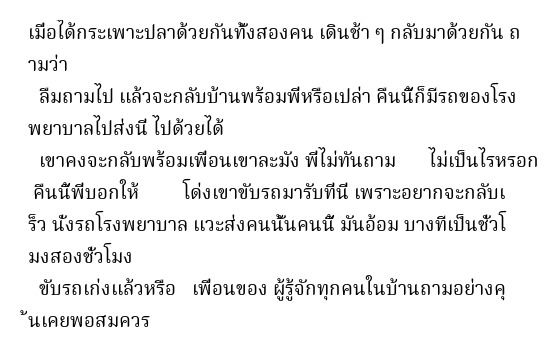 เมื่อได้กระเพาะปลาด้วยกันทั้งสองคน เดินช้า ๆ กลับมาด้วยกัน ถ
ามว่า
ลืมถามไป แล้วจะกลับบ้านพร้อมพี่หรือเปล่า คืนนี้ก็มีรถของโรง
พยาบาลไปส่งนี่ ไปด้วยได้
เขาคงจะกลับพร้อมเพื่อนเขาละมัง พี่ไม่ทันถาม ไม่เป็นไรหรอก
คืนนี้พี่บอกให้ โด่งเขาขับรถมารับที่นี่ เพราะอยากจะกลับเ
ร็ว นั่งรถโรงพยาบาล แวะส่งคนนั้นคนนี้ มันอ้อม บางทีเป็นชั่วโ
มงสองชั่วโมง
ขับรถเก่งแล้วหรือ เพื่อนของ ผู้รู้จักทุกคนในบ้านถามอย่างคุ
้นเคยพอสมควร